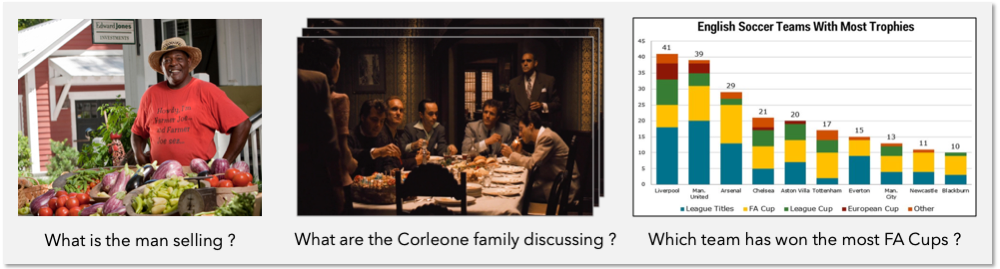 Edward Jones
INVESTMENTS
What is the man selling ?
What are the Corleone family discussing ?
English Soccer Teams With Most Trophies
45
40
35
30
25
20
15
10
5
0
41
39
29
21
20
17
15
13
11
10
Liverpool
Man. United
Arsenal
Chelsea
Aston Villa
Tottenham
Everton
Man. City
Newcastle
Blackburn
League Titles
FA Cup
League Cup
European Cup
Other
Which team has won the most FA Cups ?